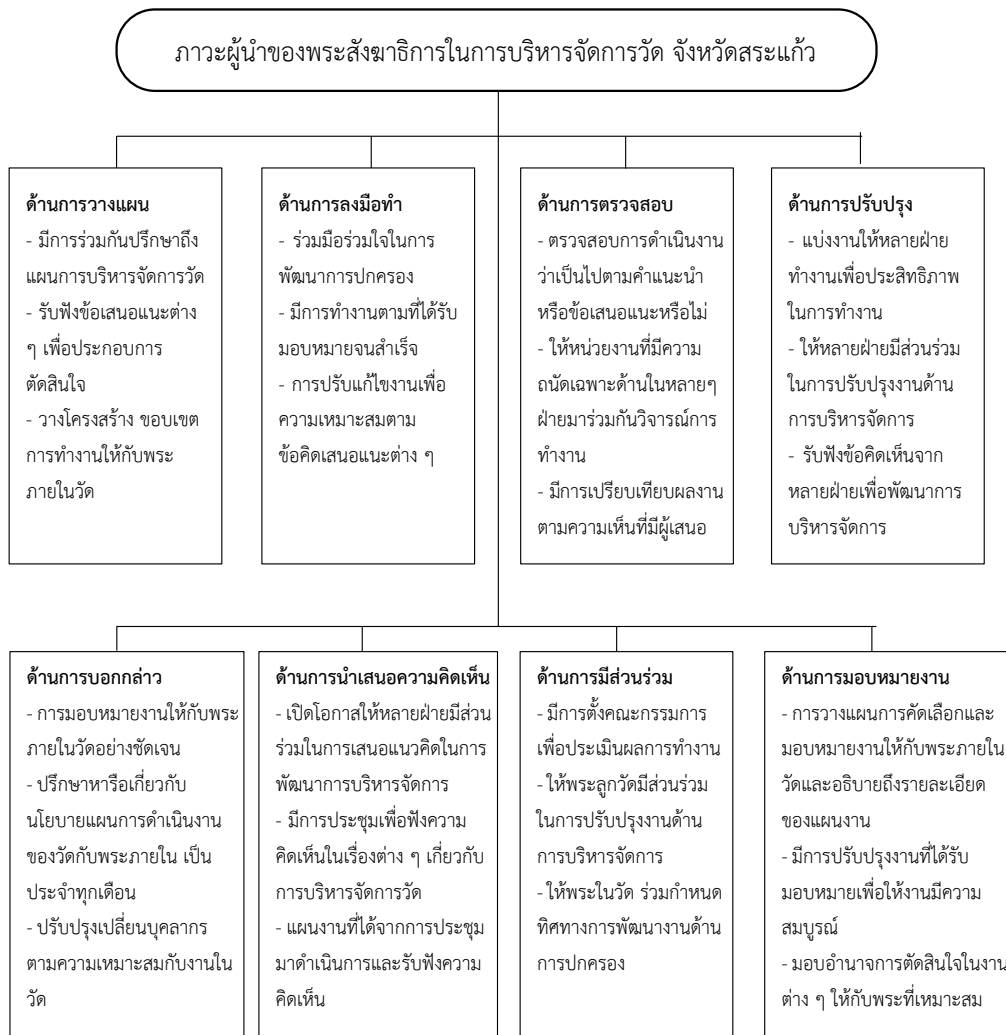 ภาวะผู้นำของพระสังฆาธิการในการบริหารจัดการวัด จังหวัดสระแก้ว
ด้านการวางแผน
- มีการร่วมกันปรึกษาถึง
แผนการบริหารจัดการวัด
- รับฟังข้อเสนอแนะต่าง
ๆ เพื่อประกอบการ
ตัดสินใจ
- วางโครงสร้าง ขอบเขต
การทำงานให้กับพระ
ภายในวัด
ด้านการลงมือทำ
- ร่วมมือร่วมใจในการ
พัฒนาการปกครอง
- มีการทำงานตามที่ได้รับ
มอบหมายจนสำเร็จ
- การปรับแก้ไขงานเพื่อ
ความเหมาะสมตาม
ข้อคิดเสนอแนะต่าง ๆ
ด้านการตรวจสอบ
- ตรวจสอบการดำเนินงาน
ว่าเป็นไปตามคำแนะนำ
หรือข้อเสนอแนะหรือไม่
- ให้หน่วยงานที่มีความ
ถนัดเฉพาะด้านในหลายๆ
ฝ่ายมาร่วมกันวิจารณ์การ
ทำงาน
- มีการเปรียบเทียบผลงาน
ตามความเห็นที่มีผู้เสนอ
ด้านการปรับปรุง
- แบ่งงานให้หลายฝ่าย
ทำงานเพื่อประสิทธิภาพ
ในการทำงาน
- ให้หลายฝ่ายมีส่วนร่วม
ในการปรับปรุงงานด้าน
การบริหารจัดการ
- รับฟังข้อคิดเห็นจาก
หลายฝ่ายเพื่อพัฒนาการ
บริหารจัดการ
ด้านการบอกกล่าว
- การมอบหมายงานให้กับพระ
ภายในวัดอย่างชัดเจน
- ปรึกษาหารือเกี่ยวกับ
นโยบายแผนการดำเนินงาน
ของวัดกับพระภายใน เป็น
ประจำทุกเดือน
- ปรับปรุงเปลี่ยนบุคลากร
ตามความเหมาะสมกับงานใน
วัด
ด้านการนำเสนอความคิดเห็น
- เปิดโอกาสให้หลายฝ่ายมีส่วน
ร่วมในการเสนอแนวคิดในการ
พัฒนาการบริหารจัดการ
- มีการประชุมเพื่อฟังความ
คิดเห็นในเรื่องต่าง ๆ เกี่ยวกับ
การบริหารจัดการวัด
- แผนงานที่ได้จากการประชุม
มาดำเนินการและรับฟังความ
คิดเห็น
ด้านการมีส่วนร่วม
- มีการตั้งคณะกรรมการ
เพื่อประเมินผลการทำงาน
- ให้พระลูกวัดมีส่วนร่วม
ในการปรับปรุงงานด้าน
การบริหารจัดการ
- ให้พระในวัด ร่วมกำหนด
ทิศทางการพัฒนางานด้าน
การปกครอง
ด้านการมอบหมายงาน
- การวางแผนการคัดเลือกและ
มอบหมายงานให้กับพระภายใน
วัดและอธิบายถึงรายละเอียด
ของแผนงาน
- มีการปรับปรุงงานที่ได้รับ
มอบหมายเพื่อให้งานมีความ
สมบูรณ์
- มอบอำนาจการตัดสินใจในงาน
ต่าง ๆ ให้กับพระที่เหมาะสม